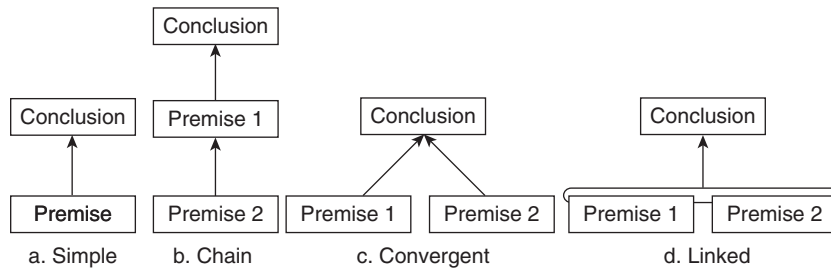 Conclusion
Premise
a. Simple
Conclusion
Premise 1
Premise 2
b. Chain
Conclusion
Premise 1 Premise 2
c. Convergent
Conclusion
Premise 1 Premise 2
d. Linked